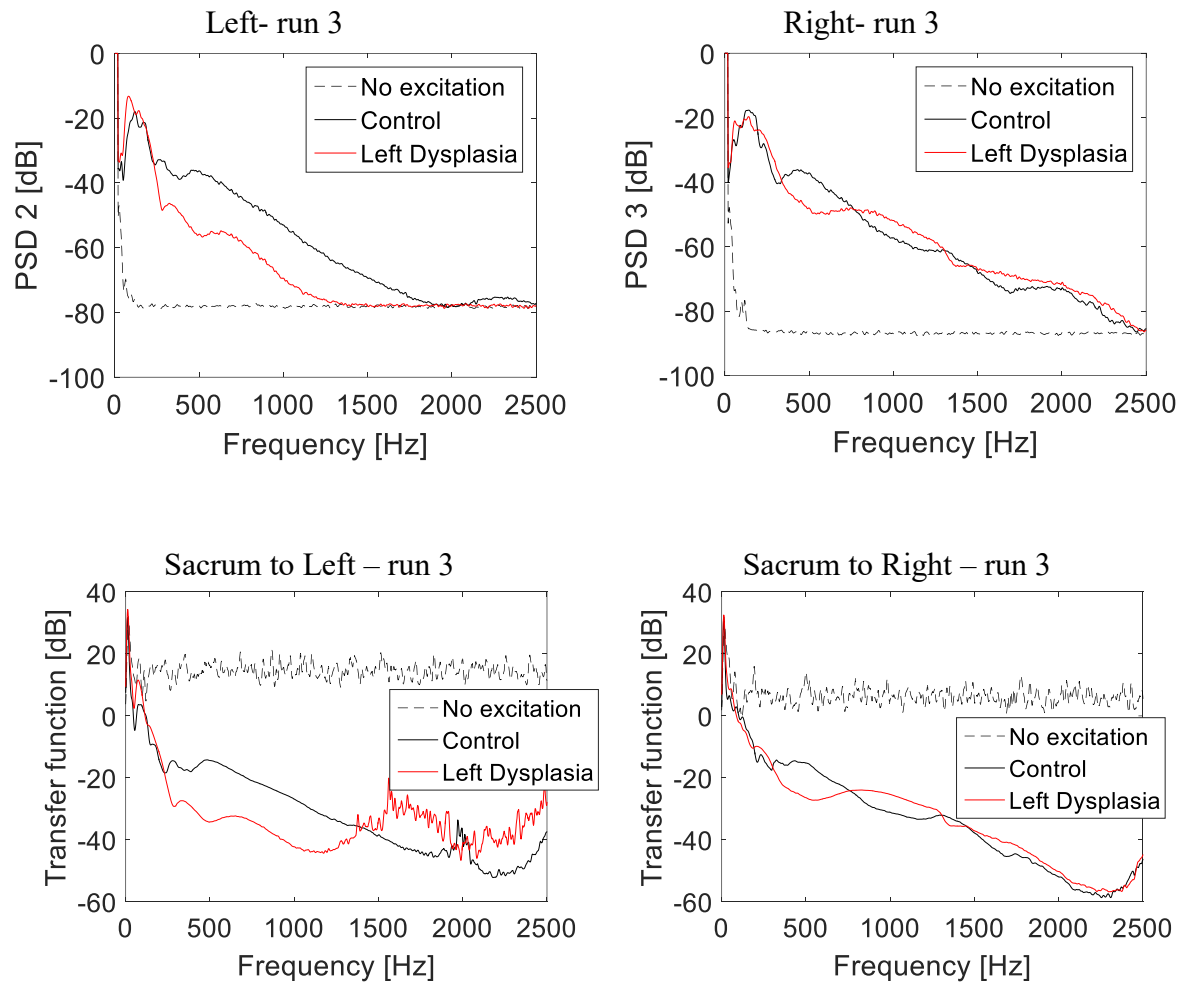 Left- run 3
0
-20
-40
-60
-80
-100
PSD 2 [dB]
No excitation
Control
Left Dysplasia
0 500 1000 1500 2000 2500
Frequency [Hz]
Right- run 3
0
-20
-40
-60
-80
-100
PSD 3 [dB]
No excitation
Control
Left Dysplasia
0 500 1000 1500 2000 2500
Frequency [Hz]
Sacrum to Left – run 3
40
20
0
-20
-40
-60
Transfer function [dB]
No excitation
Control
Left Dysplasia
0 500 1000 1500 2000 2500
Frequency [Hz]
Sacrum to Right – run 3
40
20
0
-20
-40
-60
Transfer function [dB]
No excitation
Control
Left Dysplasia
0 500 1000 1500 2000 2500
Frequency [Hz]